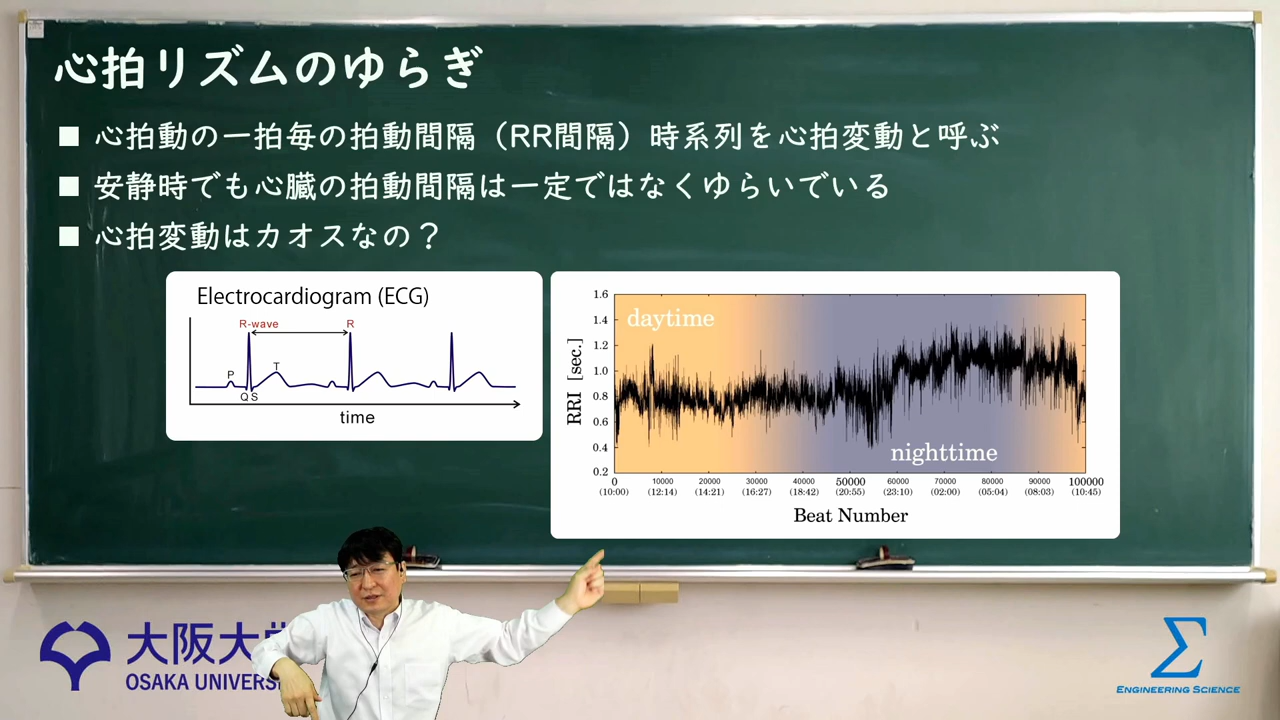 心拍リズムのゆらぎ
■ 心拍動の一拍毎の拍動間隔（RR間隔）時系列を心拍変動と呼ぶ
■ 安静時でも心臓の拍動間隔は一定ではなくゆらいでいる
■ 心拍変動はカオスなの？
Electrocardiogram (ECG)
R-wave R
P
T
Q S
time
daytime
nighttime
RRI [sec.]
1.6
1.4
1.2
1.0
0.8
0.6
0.4
0.2
0 10000 20000 30000 40000 50000 60000 70000 80000 90000 100000
(10:00) (12:14) (14:21) (16:27) (18:42) (20:55) (23:10) (02:00) (05:04) (08:03) (10:45)
Beat Number
大阪大
OSAKA UNIVERS
Σ
ENGINEERING SCIENCE